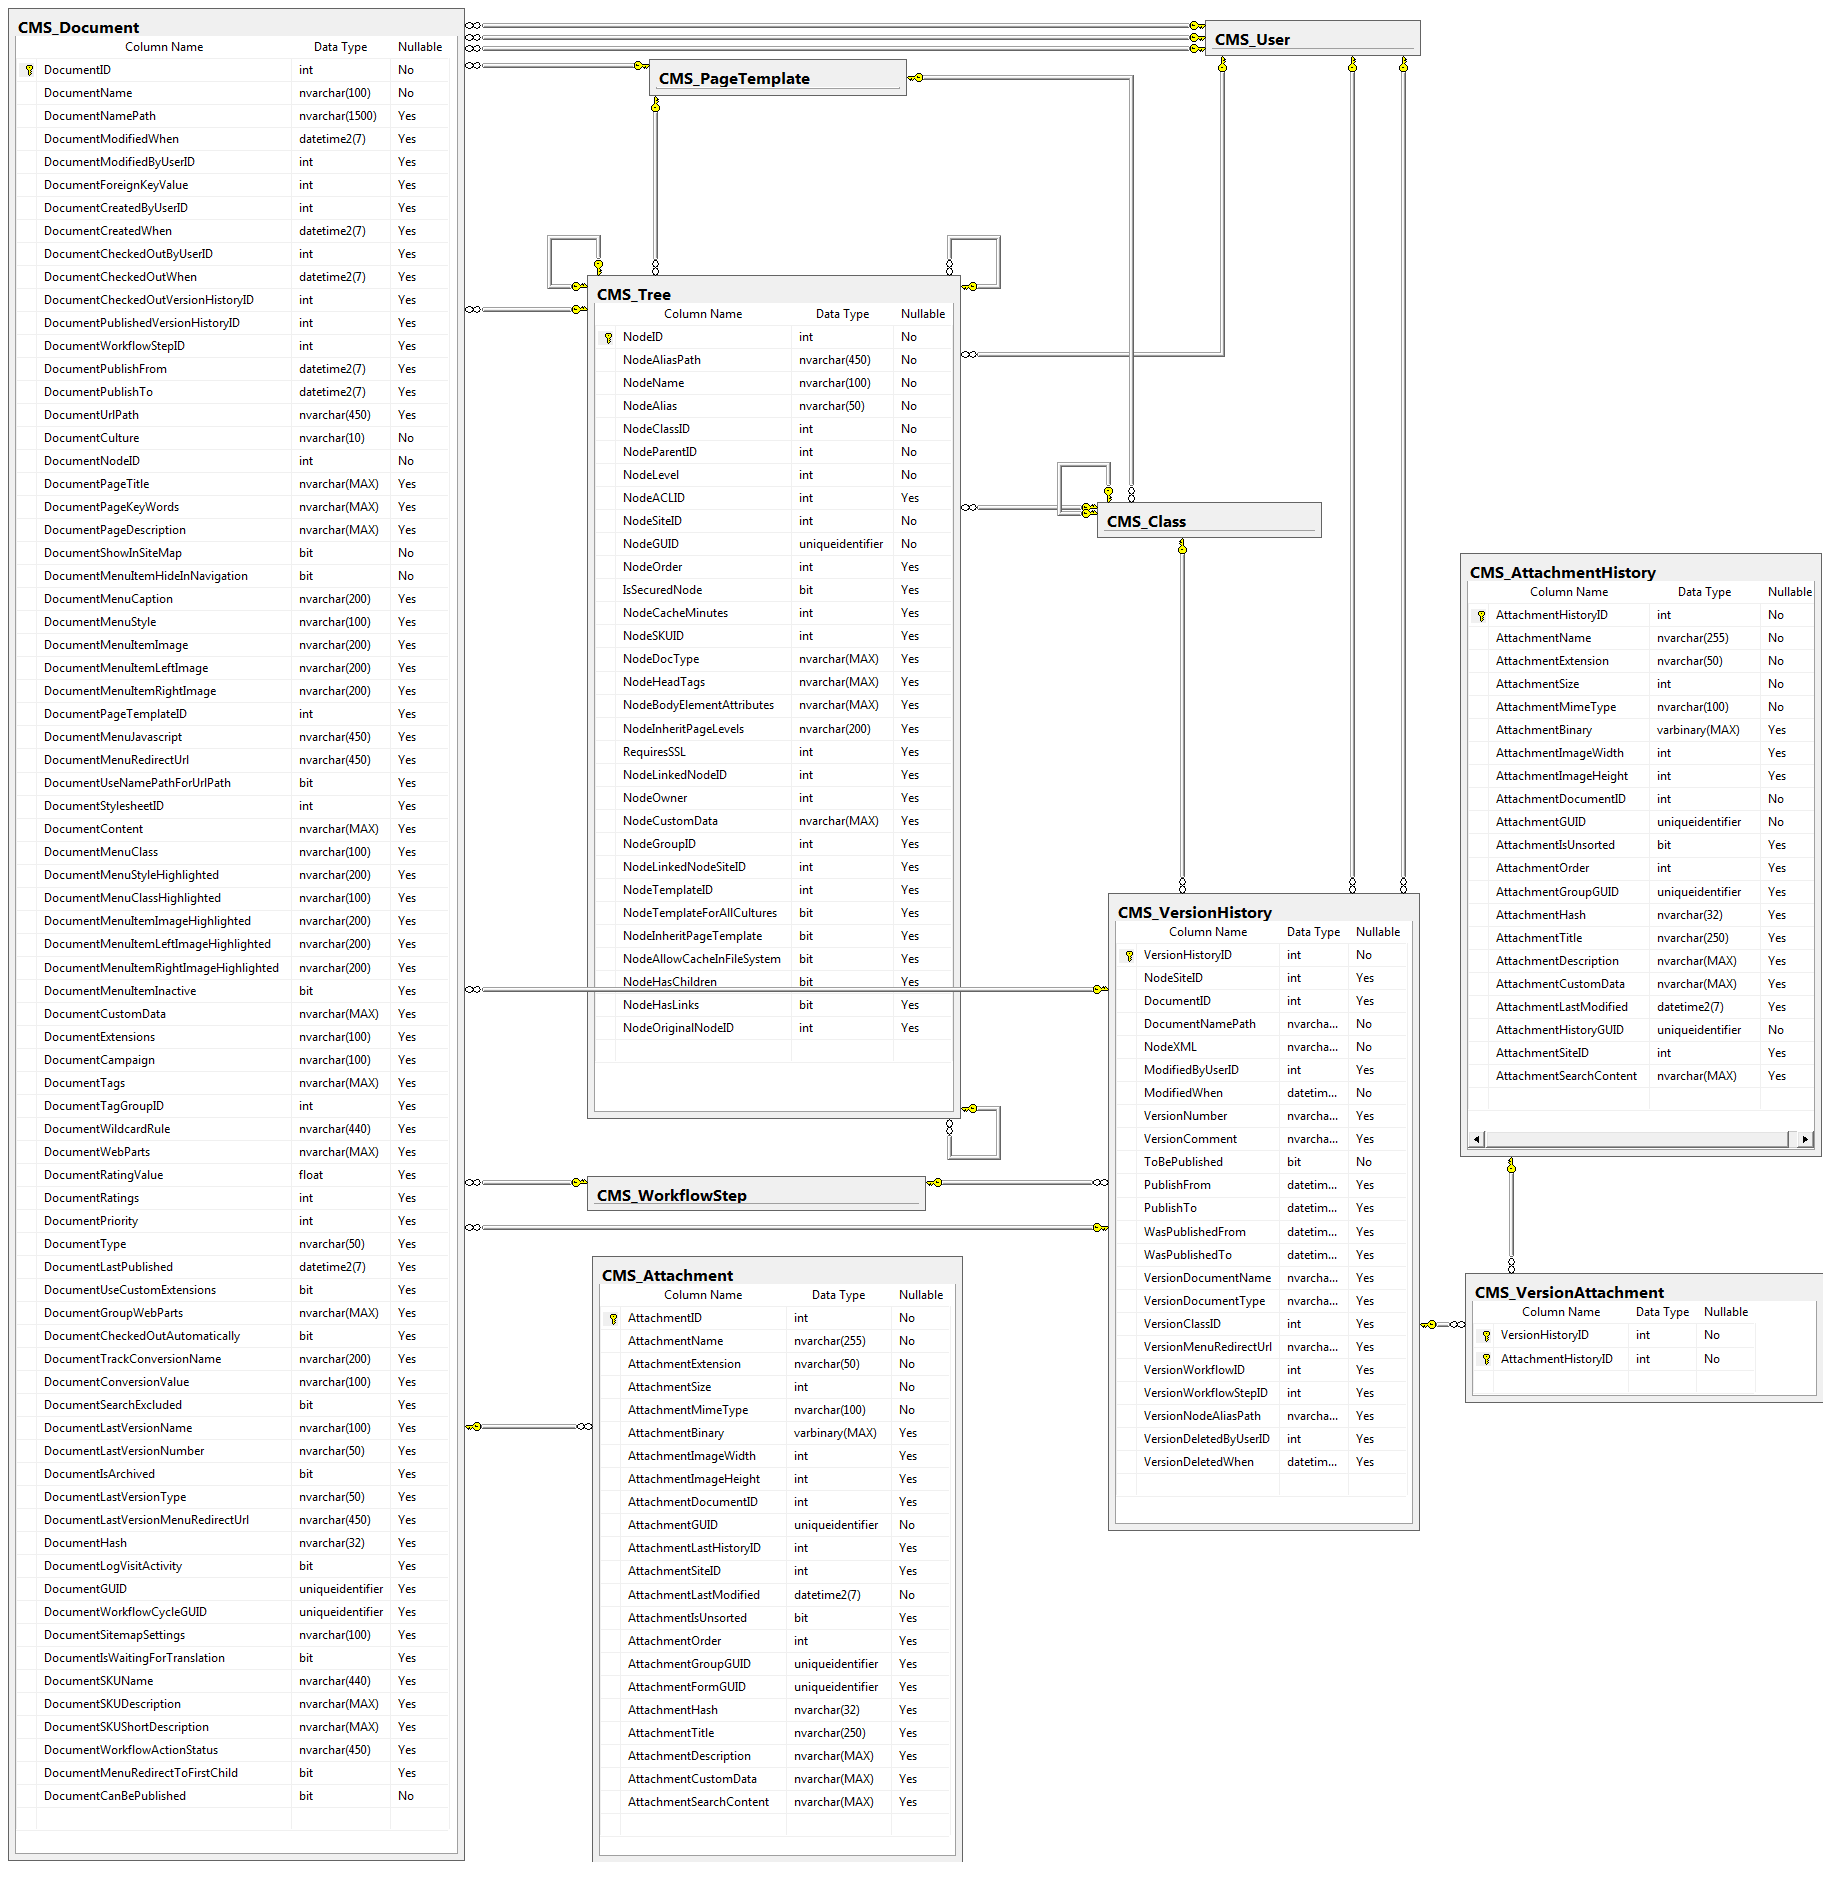 CMS_Document
Column Name Data Type Nullable
DocumentID int No
DocumentName nvarchar(100) No
DocumentNamePath nvarchar(1500) Yes
DocumentModifiedWhen datetime2(7) Yes
DocumentModifiedByUserID int Yes
DocumentForeignKeyValue int Yes
DocumentCreatedByUserID int Yes
DocumentCreatedWhen datetime2(7) Yes
DocumentCheckedOutByUserID int Yes
DocumentCheckedOutWhen datetime2(7) Yes
DocumentCheckedOutVersionHistoryID int Yes
DocumentPublishedVersionHistoryID int Yes
DocumentWorkflowStepID int Yes
DocumentPublishFrom datetime2(7) Yes
DocumentPublishTo datetime2(7) Yes
DocumentUrlPath nvarchar(450) Yes
DocumentCulture nvarchar(10) No
DocumentNodeID int No
DocumentPageTitle nvarchar(MAX) Yes
DocumentPageKeyWords nvarchar(MAX) Yes
DocumentPageDescription nvarchar(MAX) Yes
DocumentShowInSiteMap bit No
DocumentMenuItemHideInNavigation bit No
DocumentMenuCaption nvarchar(200) Yes
DocumentMenuStyle nvarchar(100) Yes
DocumentMenuItemImage nvarchar(200) Yes
DocumentMenuItemLeftImage nvarchar(200) Yes
DocumentMenuItemRightImage nvarchar(200) Yes
DocumentPageTemplateID int Yes
DocumentMenuJavascript nvarchar(450) Yes
DocumentMenuRedirectUrl nvarchar(450) Yes
DocumentUseNamePathForUrlPath bit Yes
DocumentStylesheetID int Yes
DocumentContent nvarchar(MAX) Yes
DocumentMenuClass nvarchar(100) Yes
DocumentMenuStyleHighlighted nvarchar(200) Yes
DocumentMenuClassHighlighted nvarchar(100) Yes
DocumentMenuItemImageHighlighted nvarchar(200) Yes
DocumentMenuItemLeftImageHighlighted nvarchar(200) Yes
DocumentMenuItemRightImageHighlighted nvarchar(200) Yes
DocumentMenuItemInactive bit Yes
DocumentCustomData nvarchar(MAX) Yes
DocumentExtensions nvarchar(100) Yes
DocumentCampaign nvarchar(100) Yes
DocumentTags nvarchar(MAX) Yes
DocumentTagGroupID int Yes
DocumentWildcardRule nvarchar(440) Yes
DocumentWebParts nvarchar(MAX) Yes
DocumentRatingValue float Yes
DocumentRatings int Yes
DocumentPriority int Yes
DocumentType nvarchar(50) Yes
DocumentLastPublished datetime2(7) Yes
DocumentUseCustomExtensions bit Yes
DocumentGroupWebParts nvarchar(MAX) Yes
DocumentCheckedOutAutomatically bit Yes
DocumentTrackConversionName nvarchar(200) Yes
DocumentConversionValue nvarchar(100) Yes
DocumentSearchExcluded bit Yes
DocumentLastVersionName nvarchar(100) Yes
DocumentLastVersionNumber nvarchar(50) Yes
DocumentIsArchived bit Yes
DocumentLastVersionType nvarchar(50) Yes
DocumentLastVersionMenuRedirectUrl nvarchar(450) Yes
DocumentHash nvarchar(32) Yes
DocumentLogVisitActivity bit Yes
DocumentGUID uniqueidentifier Yes
DocumentWorkflowCycleGUID uniqueidentifier Yes
DocumentSitemapSettings nvarchar(100) Yes
DocumentIsWaitingForTranslation bit Yes
DocumentSKUName nvarchar(440) Yes
DocumentSKUDescription nvarchar(MAX) Yes
DocumentSKUShortDescription nvarchar(MAX) Yes
DocumentWorkflowActionStatus nvarchar(450) Yes
DocumentMenuRedirectToFirstChild bit Yes
DocumentCanBePublished bit No
CMS_User
CMS_PageTemplate
CMS_Tree
Column Name Data Type Nullable
NodeID int No
NodeAliasPath nvarchar(450) No
NodeName nvarchar(100) No
NodeAlias nvarchar(50) No
NodeClassID int No
NodeParentID int No
NodeLevel int No
NodeACLID int Yes
NodeSiteID int No
NodeGUID uniqueidentifier No
NodeOrder int Yes
IsSecuredNode bit Yes
NodeCacheMinutes int Yes
NodeSKUID int Yes
NodeDocType nvarchar(MAX) Yes
NodeHeadTags nvarchar(MAX) Yes
NodeBodyElementAttributes nvarchar(MAX) Yes
NodeInheritPageLevels nvarchar(200) Yes
RequiresSSL int Yes
NodeLinkedNodeID int Yes
NodeOwner int Yes
NodeCustomData nvarchar(MAX) Yes
NodeGroupID int Yes
NodeLinkedNodeSiteID int Yes
NodeTemplateID int Yes
NodeTemplateForAllCultures bit Yes
NodeInheritPageTemplate bit Yes
NodeAllowCacheInFileSystem bit Yes
NodeHasChildren bit Yes
NodeHasLinks bit Yes
NodeOriginalNodeID int Yes
CMS_Class
CMS_WorkflowStep
CMS_Attachment
Column Name Data Type Nullable
AttachmentID int No
AttachmentName nvarchar(255) No
AttachmentExtension nvarchar(50) No
AttachmentSize int No
AttachmentMimeType nvarchar(100) No
AttachmentBinary varbinary(MAX) Yes
AttachmentImageWidth int Yes
AttachmentImageHeight int Yes
AttachmentDocumentID int Yes
AttachmentGUID uniqueidentifier No
AttachmentLastHistoryID int Yes
AttachmentSiteID int Yes
AttachmentLastModified datetime2(7) No
AttachmentIsUnsorted bit Yes
AttachmentOrder int Yes
AttachmentGroupGUID uniqueidentifier Yes
AttachmentFormGUID uniqueidentifier Yes
AttachmentHash nvarchar(32) Yes
AttachmentTitle nvarchar(250) Yes
AttachmentDescription nvarchar(MAX) Yes
AttachmentCustomData nvarchar(MAX) Yes
AttachmentSearchContent nvarchar(MAX) Yes
CMS_VersionHistory
Column Name Data Type Nullable
VersionHistoryID int No
NodeSiteID int Yes
DocumentID int Yes
DocumentNamePath nvarcha... No
NodeXML nvarcha... No
ModifiedByUserID int Yes
ModifiedWhen datetim... No
VersionNumber nvarcha... Yes
VersionComment nvarcha... Yes
ToBePublished bit No
PublishFrom datetim... Yes
PublishTo datetim... Yes
WasPublishedFrom datetim... Yes
WasPublishedTo datetim... Yes
VersionDocumentName nvarcha... Yes
VersionDocumentType nvarcha... Yes
VersionClassID int Yes
VersionMenuRedirectUrl nvarcha... Yes
VersionWorkflowID int Yes
VersionWorkflowStepID int Yes
VersionNodeAliasPath nvarcha... Yes
VersionDeletedByUserID int Yes
VersionDeletedWhen datetim... Yes
CMS_AttachmentHistory
Column Name Data Type Nullable
AttachmentHistoryID int No
AttachmentName nvarchar(255) No
AttachmentExtension nvarchar(50) No
AttachmentSize int No
AttachmentMimeType nvarchar(100) No
AttachmentBinary varbinary(MAX) Yes
AttachmentImageWidth int Yes
AttachmentImageHeight int Yes
AttachmentDocumentID int No
AttachmentGUID uniqueidentifier No
AttachmentIsUnsorted bit Yes
AttachmentOrder int Yes
AttachmentGroupGUID uniqueidentifier Yes
AttachmentHash nvarchar(32) Yes
AttachmentTitle nvarchar(250) Yes
AttachmentDescription nvarchar(MAX) Yes
AttachmentCustomData nvarchar(MAX) Yes
AttachmentLastModified datetime2(7) Yes
AttachmentHistoryGUID uniqueidentifier No
AttachmentSiteID int Yes
AttachmentSearchContent nvarchar(MAX) Yes
CMS_VersionAttachment
Column Name Data Type Nullable
VersionHistoryID int No
AttachmentHistoryID int No